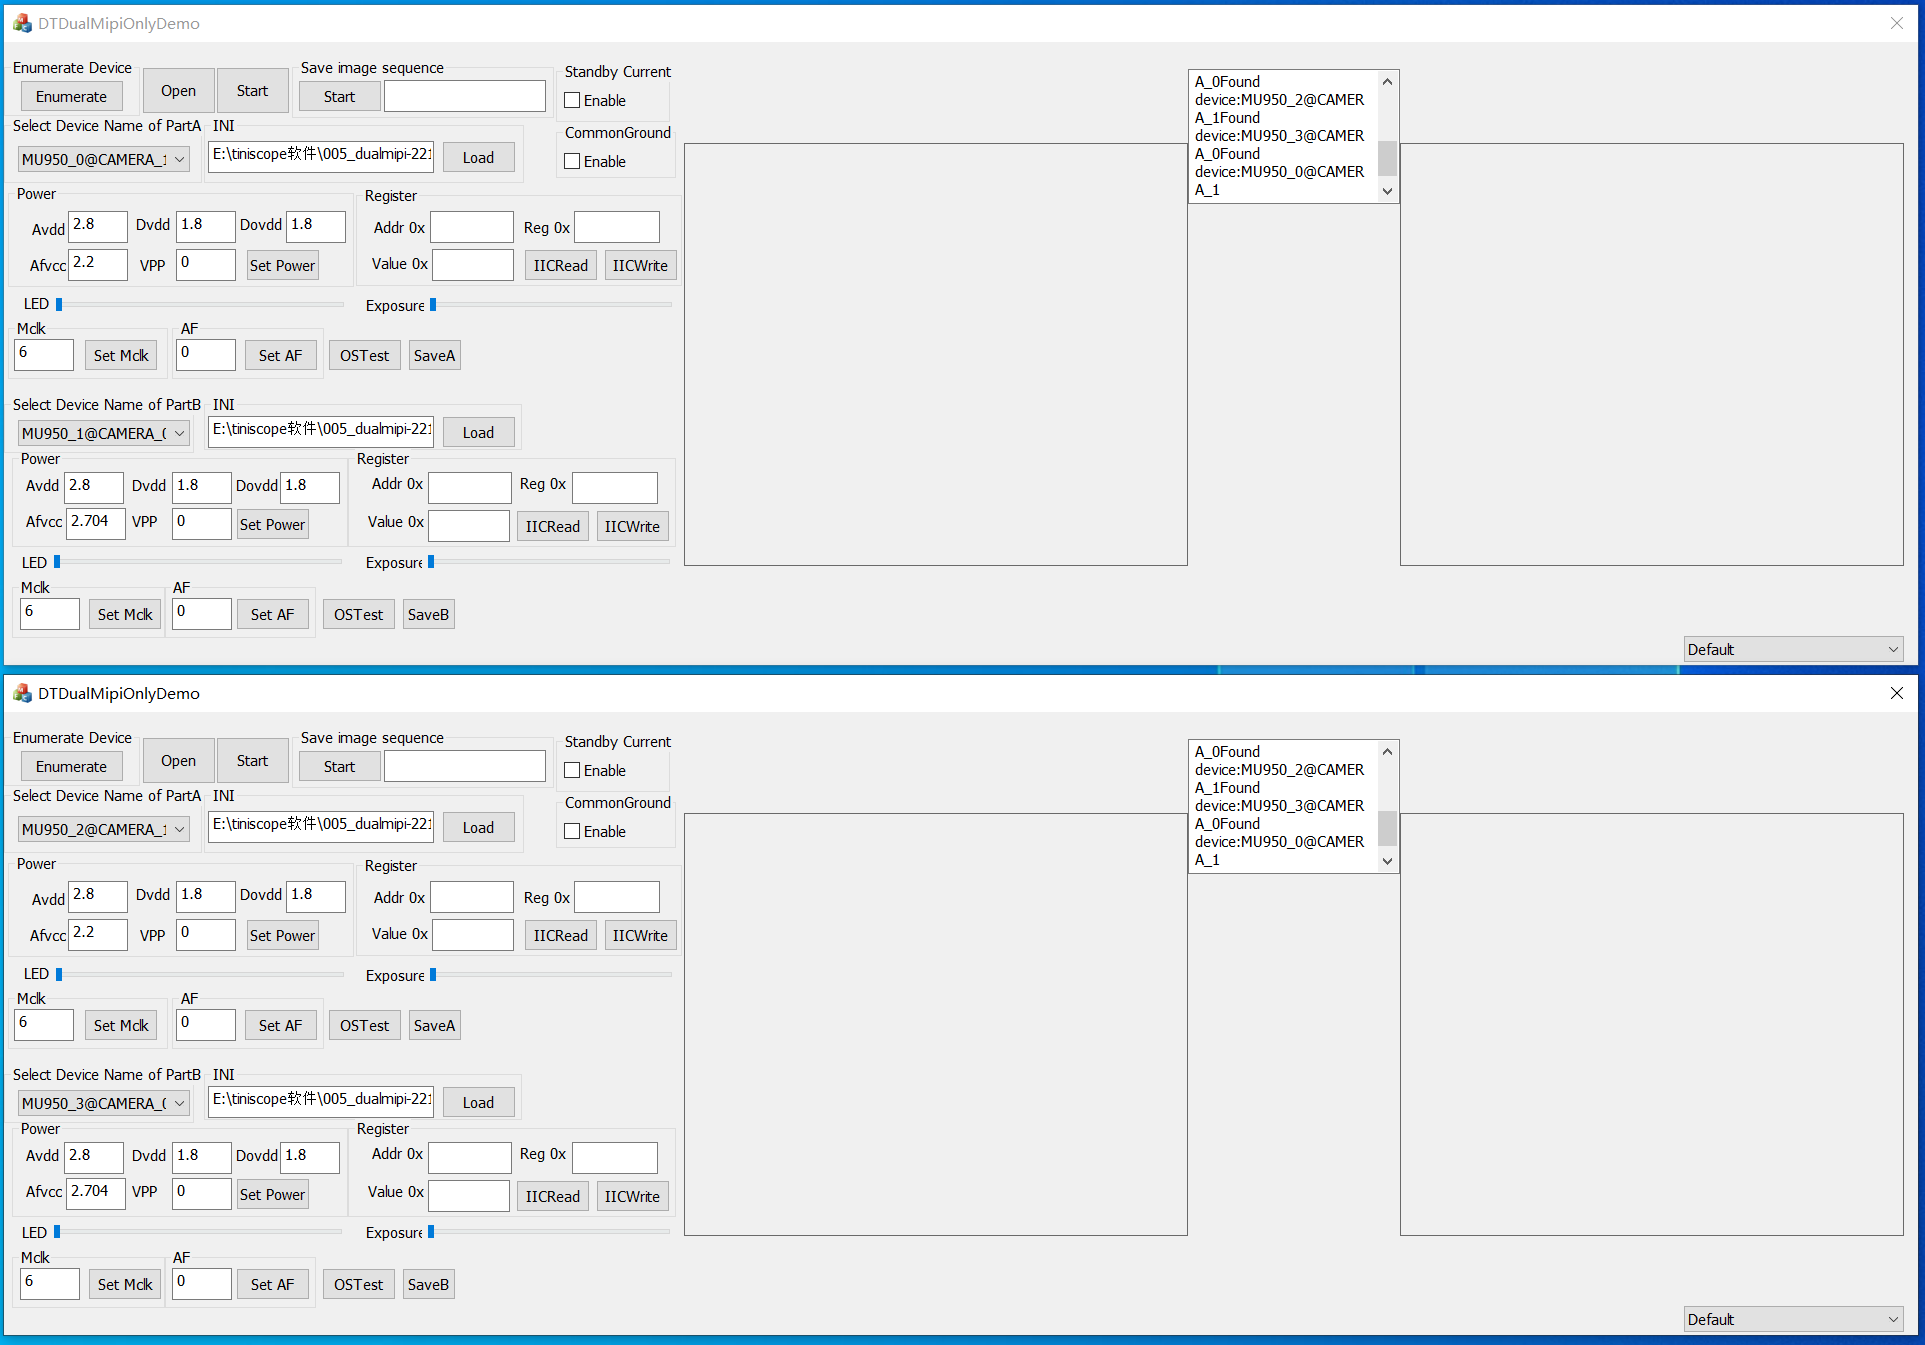 DTDualMipiOnlyDemo
Enumerate Device
Enumerate
Open
Start
Save image sequence
Start
Standby Current
Enable
Select Device Name of PartA
MU950_0@CAMERA_1
INI
E:\tiniscope软件\005_dualmipi-221
Load
CommonGround
Enable
Power
Avdd 2.8 Dvdd 1.8 Dovdd 1.8
Afvcc 2.2 VPP 0 Set Power
Register
Addr 0x Reg 0x
Value 0x IICRead IICWrite
LED Exposure
Mclk
6 Set Mclk
AF
0 Set AF OSTest SaveA
Select Device Name of PartB
MU950_1@CAMERA_0
INI
E:\tiniscope软件\005_dualmipi-221
Load
Power
Avdd 2.8 Dvdd 1.8 Dovdd 1.8
Afvcc 2.704 VPP 0 Set Power
Register
Addr 0x Reg 0x
Value 0x IICRead IICWrite
LED Exposure
Mclk
6 Set Mclk
AF
0 Set AF OSTest SaveB
A_0Found
device:MU950_2@CAMER
A_1Found
device:MU950_3@CAMER
A_0Found
device:MU950_0@CAMER
A_1
Default
DTDualMipiOnlyDemo
Enumerate Device
Enumerate
Open
Start
Save image sequence
Start
Standby Current
Enable
Select Device Name of PartA
MU950_2@CAMERA_1
INI
E:\tiniscope软件\005_dualmipi-221
Load
CommonGround
Enable
Power
Avdd 2.8 Dvdd 1.8 Dovdd 1.8
Afvcc 2.2 VPP 0 Set Power
Register
Addr 0x Reg 0x
Value 0x IICRead IICWrite
LED Exposure
Mclk
6 Set Mclk
AF
0 Set AF OSTest SaveA
Select Device Name of PartB
MU950_3@CAMERA_0
INI
E:\tiniscope软件\005_dualmipi-221
Load
Power
Avdd 2.8 Dvdd 1.8 Dovdd 1.8
Afvcc 2.704 VPP 0 Set Power
Register
Addr 0x Reg 0x
Value 0x IICRead IICWrite
LED Exposure
Mclk
6 Set Mclk
AF
0 Set AF OSTest SaveB
A_0Found
device:MU950_2@CAMER
A_1Found
device:MU950_3@CAMER
A_0Found
device:MU950_0@CAMER
A_1
Default